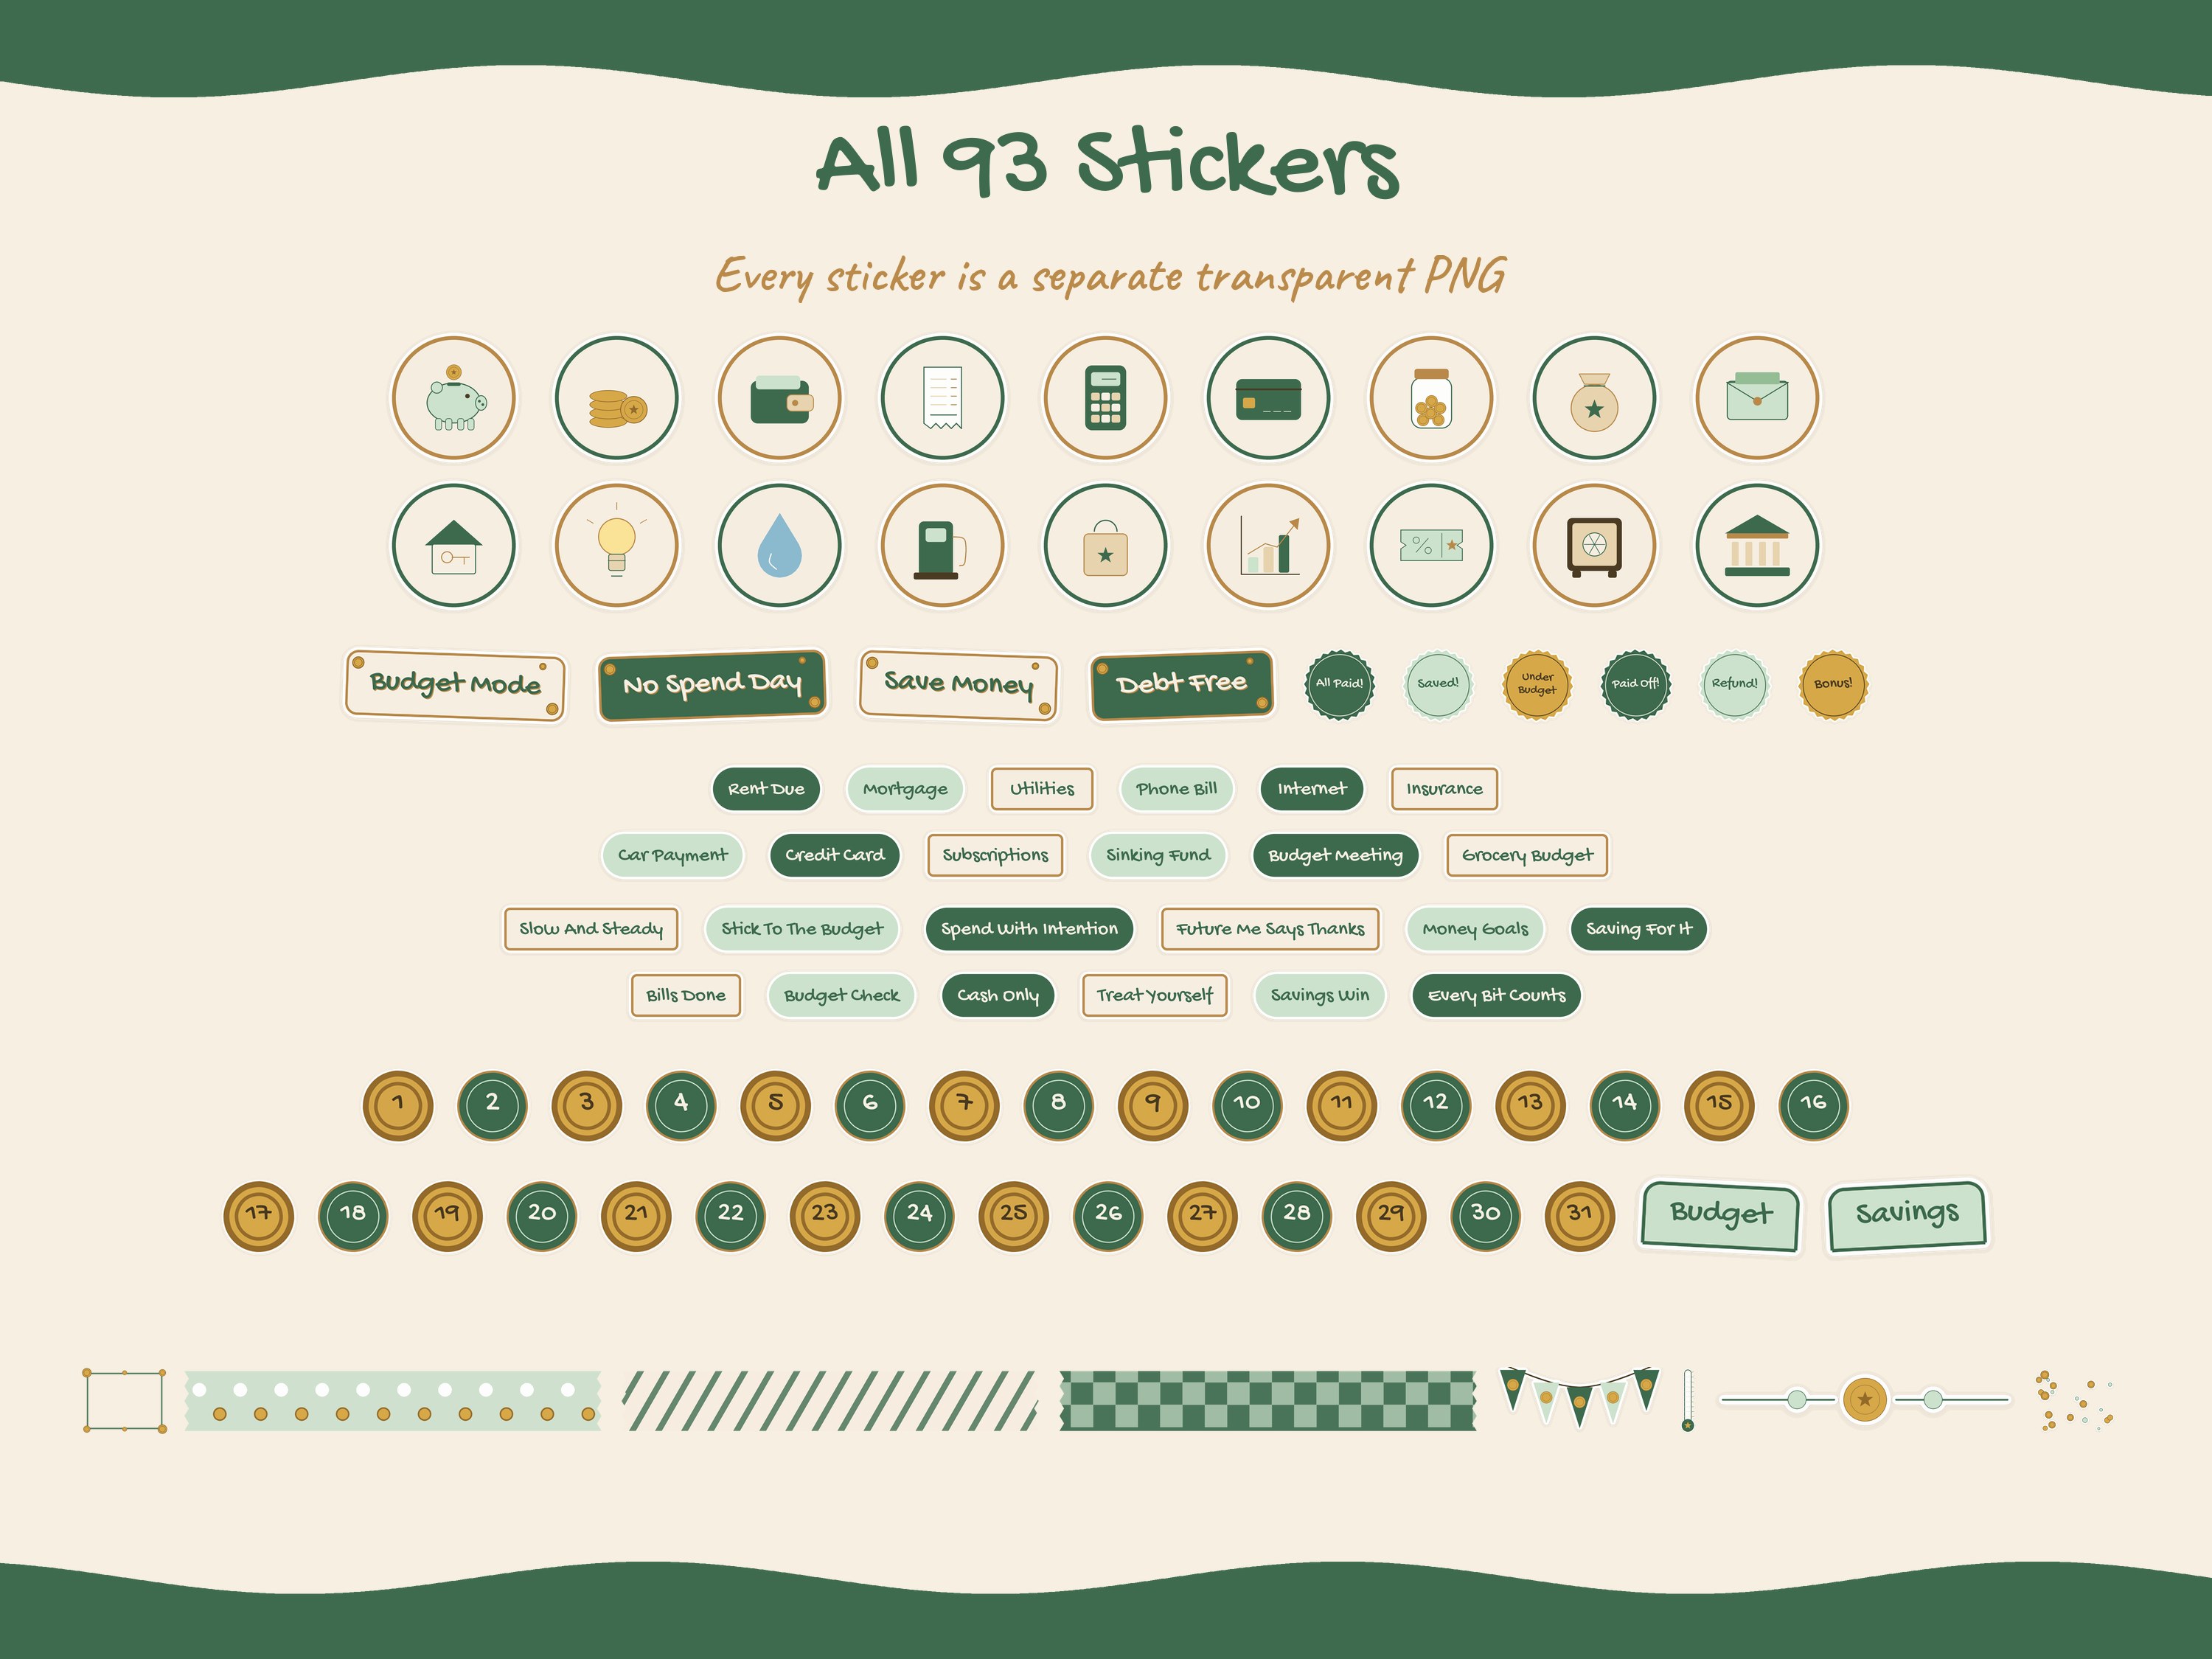 All 93 Stickers
Every sticker is a separate transparent PNG
Budget Mode No Spend Day Save Money Debt Free All Paid! Saved! Under Budget Paid Off! Refund! Bonus!
Rent Due Mortgage Utilities Phone Bill Internet Insurance
Car Payment Credit Card Subscriptions Sinking Fund Budget Meeting Grocery Budget
Slow And Steady Stick To The Budget Spend With Intention Future Me Says Thanks Money Goals Saving For It
Bills Done Budget Check Cash Only Treat Yourself Savings Win Every Bit Counts
1 2 3 4 5 6 7 8 9 10 11 12 13 14 15 16
17 18 19 20 21 22 23 24 25 26 27 28 29 30 31 Budget Savings